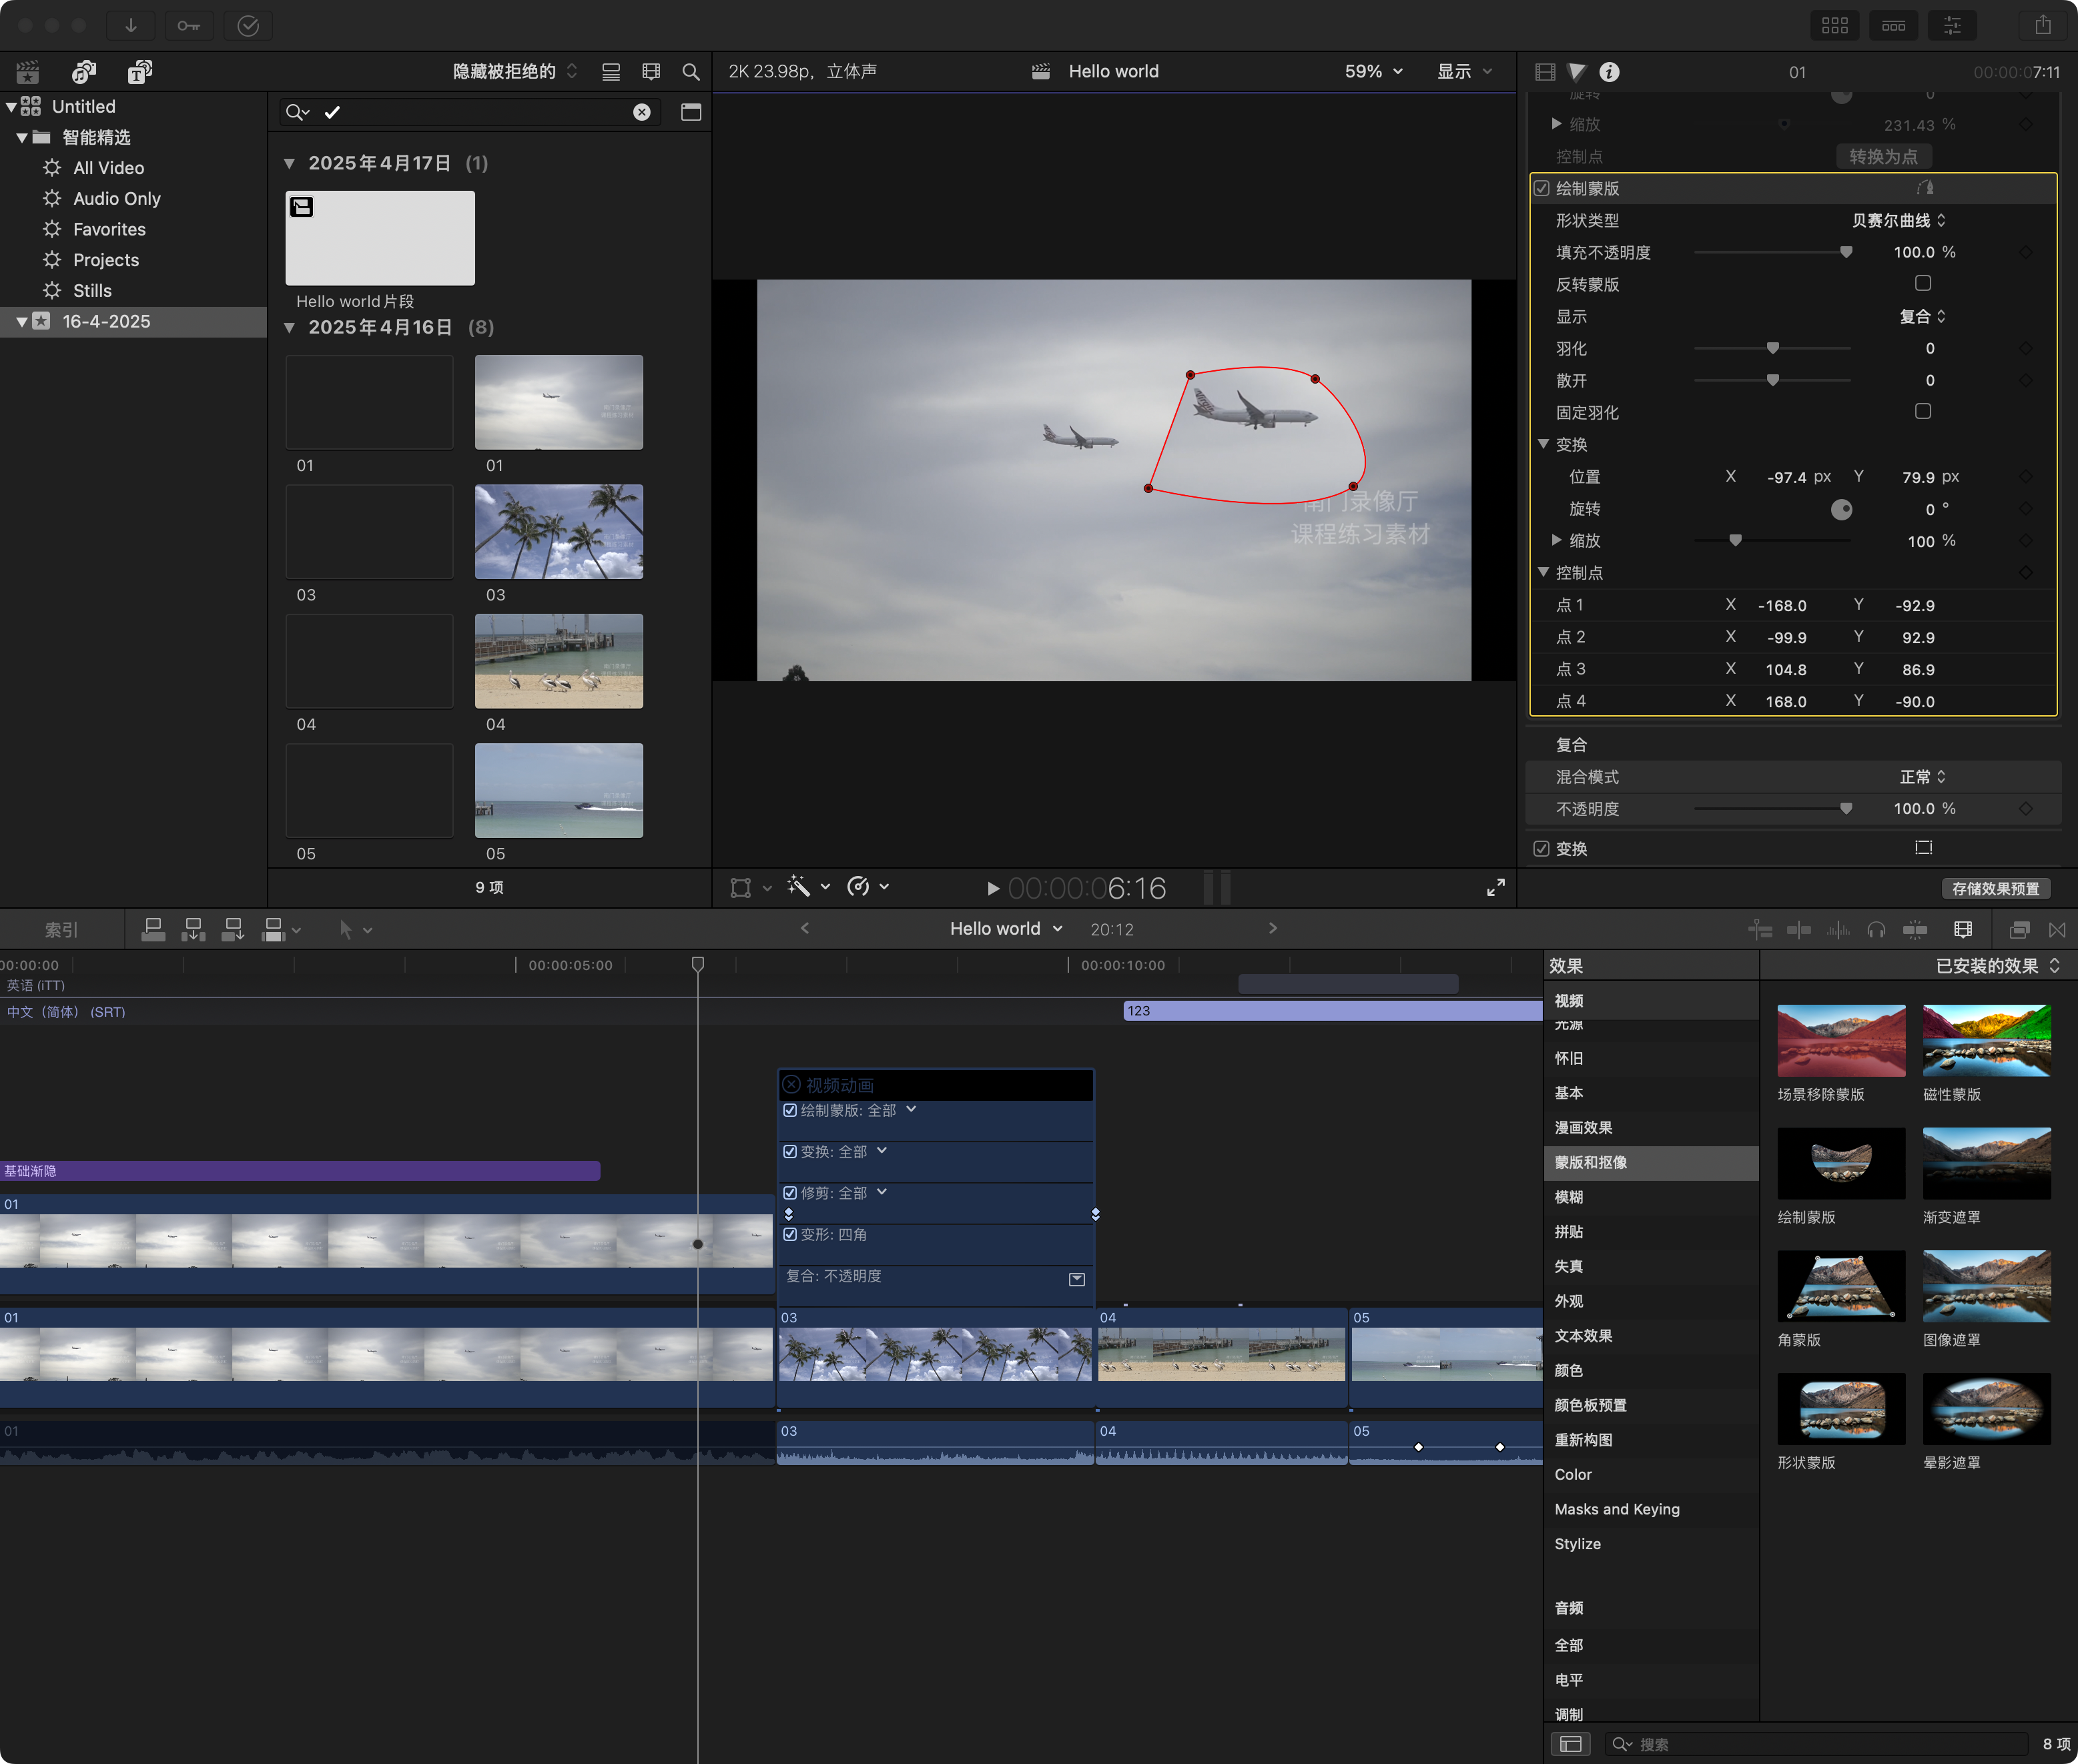 隐藏被拒绝的
2K 23.98p，立体声
Hello world
59%
显示
01
00:00:07:11
Untitled
智能精选
All Video
Audio Only
Favorites
Projects
Stills
16-4-2025
2025年4月17日 (1)
Hello world片段
2025年4月16日 (8)
01
01
03
03
04
04
05
05
9 项
南门录像厅
课程练习素材
00:00:00:06:16
旋转 0
缩放 231.43 %
控制点 转换为点
绘制蒙版
形状类型 贝赛尔曲线
填充不透明度 100.0 %
反转蒙版
显示 复合
羽化 0
散开 0
固定羽化
变换
位置 X -97.4 px Y 79.9 px
旋转 0 °
缩放 100 %
控制点
点 1 X -168.0 Y -92.9
点 2 X -99.9 Y 92.9
点 3 X 104.8 Y 86.9
点 4 X 168.0 Y -90.0
复合
混合模式 正常
不透明度 100.0 %
变换
存储效果预置
索引
Hello world
20:12
00:00:00
00:00:05:00
00:00:10:00
英语 (iTT)
中文（简体） (SRT)
123
视频动画
绘制蒙版: 全部
变换: 全部
修剪: 全部
变形: 四角
复合: 不透明度
基础渐隐
01
01
03
04
05
01
03
04
05
效果
已安装的效果
视频
光源
怀旧
基本
漫画效果
蒙版和抠像
模糊
拼贴
失真
外观
文本效果
颜色
颜色板预置
重新构图
Color
Masks and Keying
Stylize
音频
全部
电平
调制
场景移除蒙版
磁性蒙版
绘制蒙版
渐变遮罩
角蒙版
图像遮罩
形状蒙版
晕影遮罩
搜索
8 项